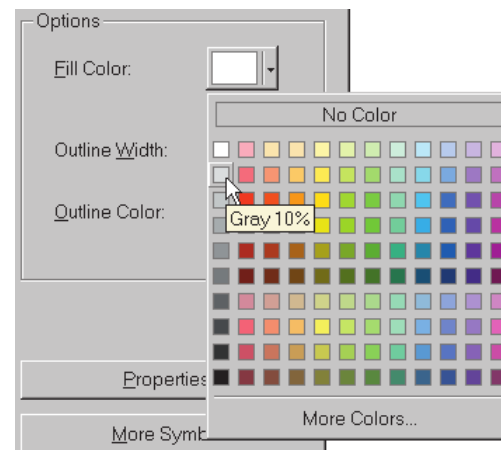 Options
Fill Color:
No Color
Outline Width:
Gray 10%
Outline Color:
Properties
More Colors...
More Symb